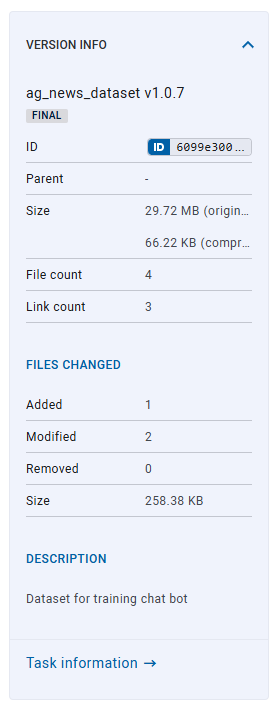 VERSION INFO
ag_news_dataset v1.0.7
FINAL
ID ID 6099e300...
Parent -
Size 29.72 MB (origin...
66.22 KB (compr...
File count 4
Link count 3
FILES CHANGED
Added 1
Modified 2
Removed 0
Size 258.38 KB
DESCRIPTION
Dataset for training chat bot
Task information →